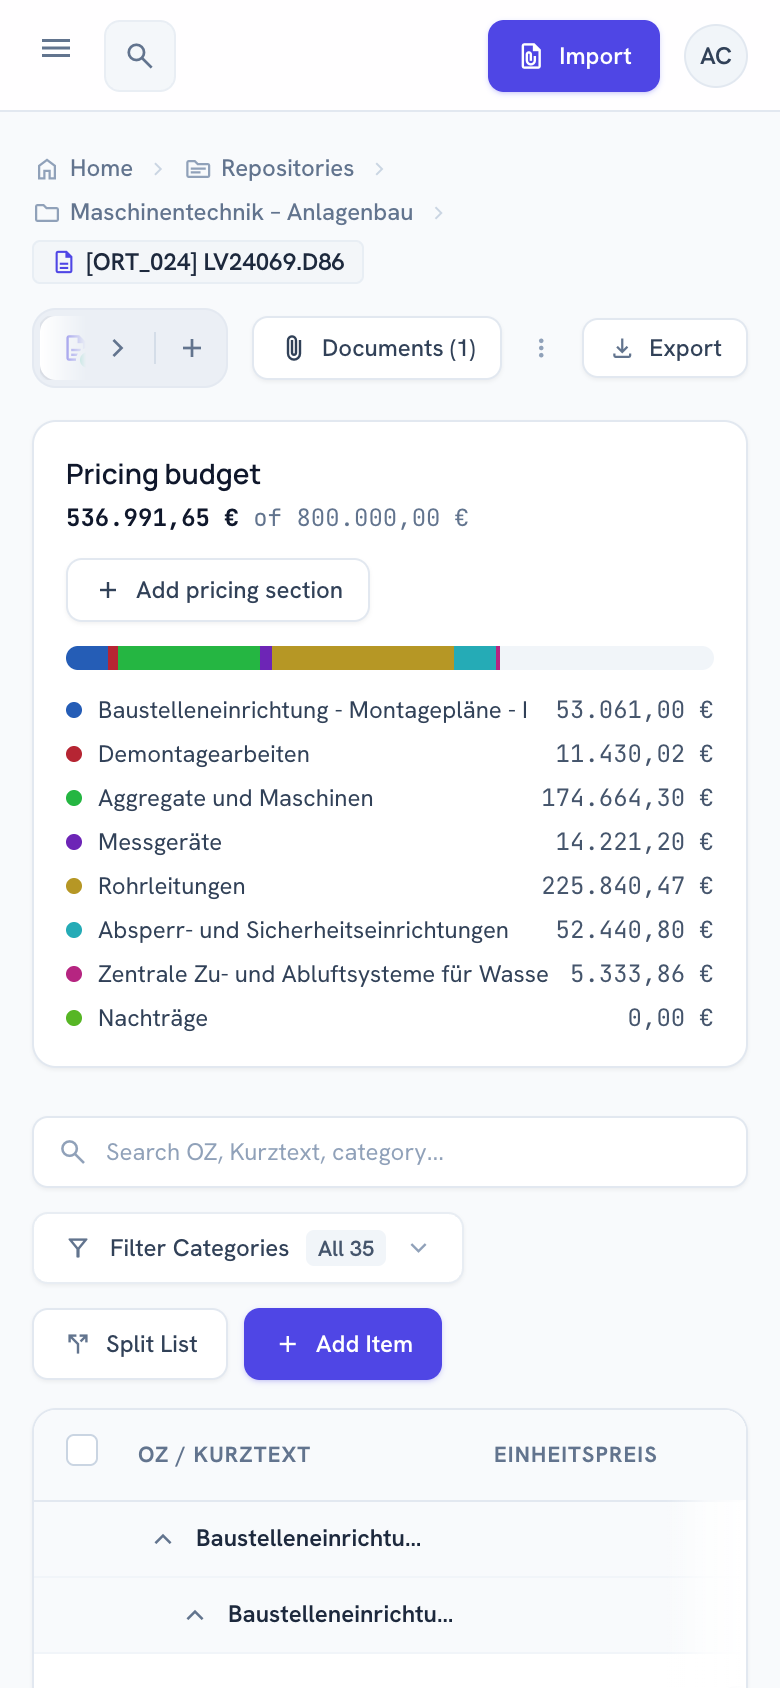 Import
AC
Home
Repositories
Maschinentechnik – Anlagenbau
[ORT_024] LV24069.D86
Documents (1)
Export
Pricing budget
536.991,65 € of 800.000,00 €
Add pricing section
Baustelleneinrichtung - Montagepläne - I 53.061,00 €
Demontagearbeiten 11.430,02 €
Aggregate und Maschinen 174.664,30 €
Messgeräte 14.221,20 €
Rohrleitungen 225.840,47 €
Absperr- und Sicherheitseinrichtungen 52.440,80 €
Zentrale Zu- und Abluftsysteme für Wasse 5.333,86 €
Nachträge 0,00 €
Search OZ, Kurztext, category...
Filter Categories All 35
Split List
Add Item
OZ / KURZTEXT EINHEITSPREIS
Baustelleneinrichtu...
Baustelleneinrichtu...